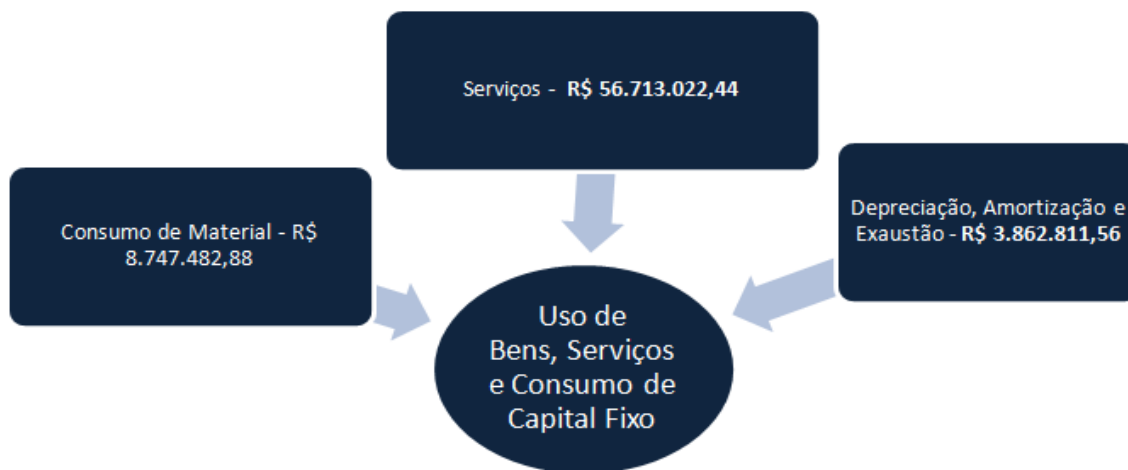 Serviços - R$ 56.713.022,44
Consumo de Material - R$
8.747.482,88
Depreciação, Amortização e
Exaustão - R$ 3.862.811,56
Uso de
Bens, Serviços
e Consumo de
Capital Fixo